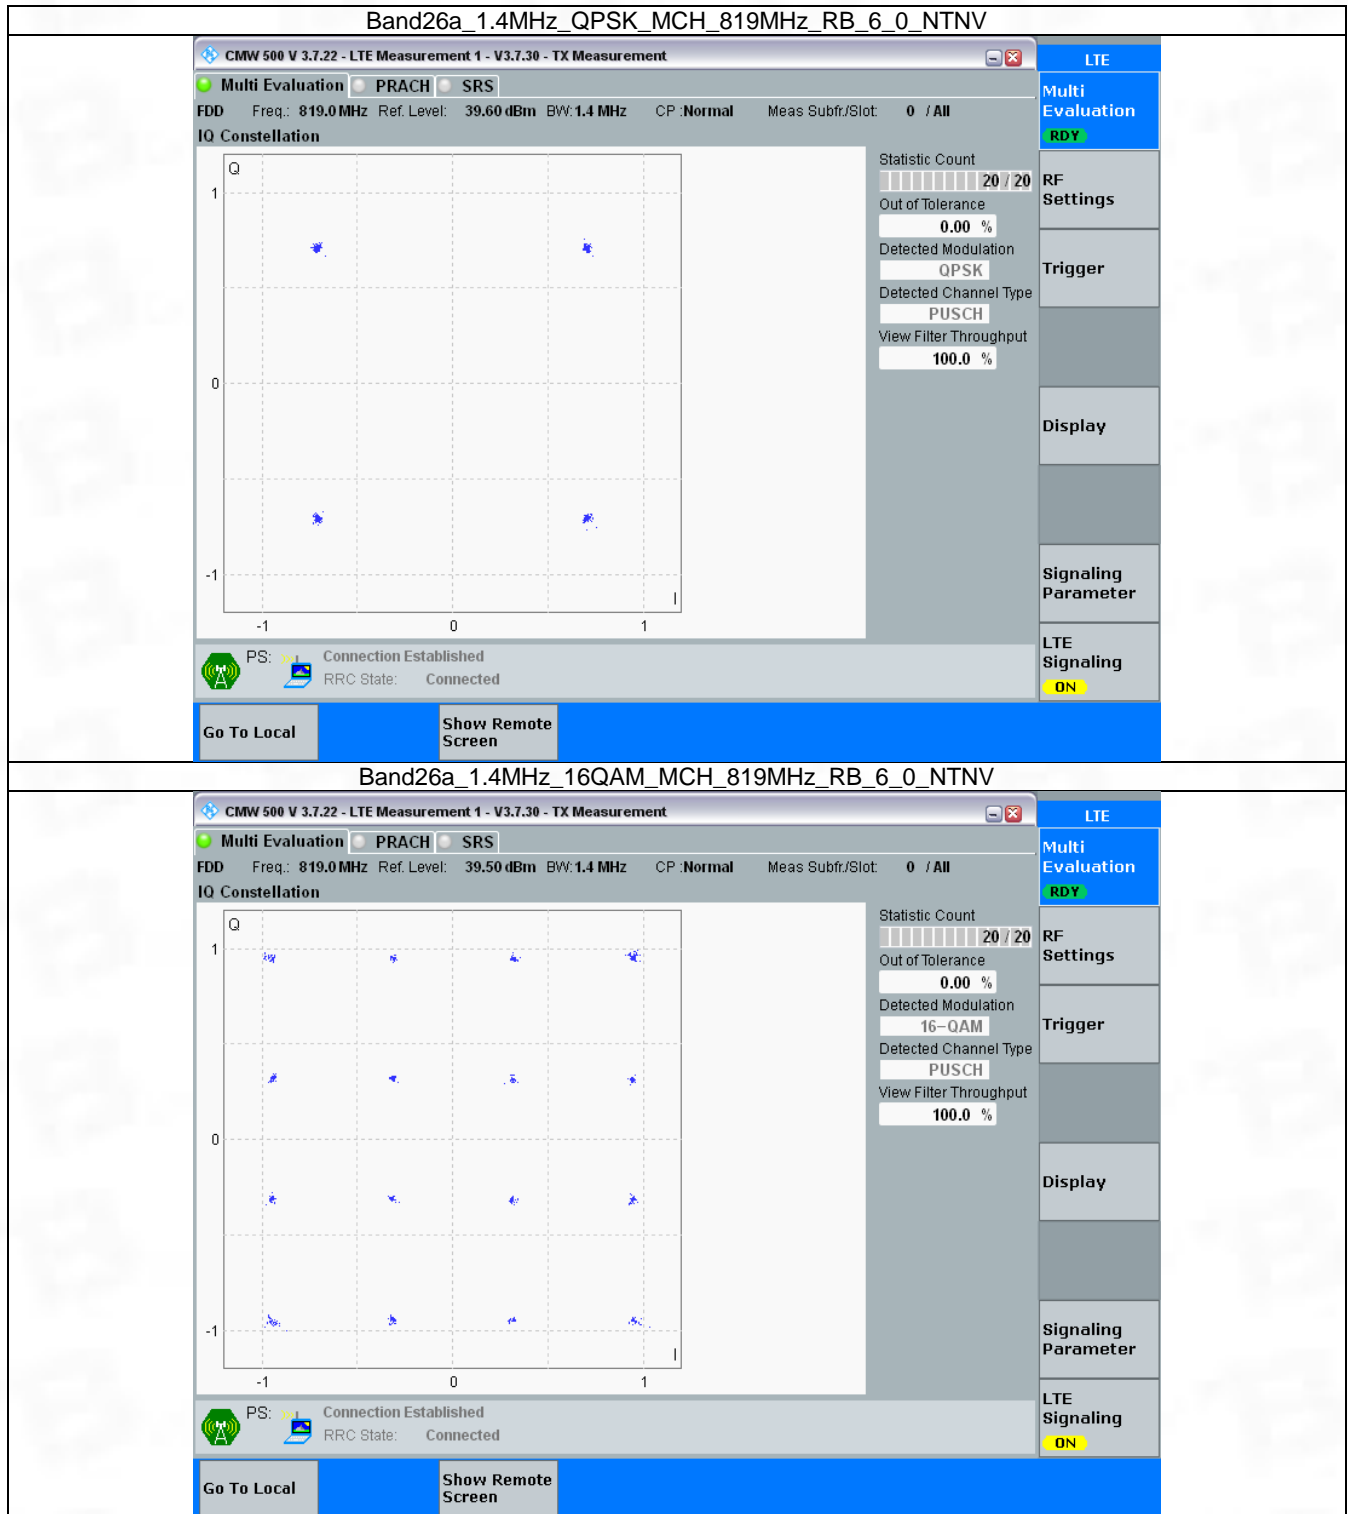 Band26a_1.4MHz_QPSK_MCH_819MHz_RB_6_0_NTNV
CMW 500 V 3.7.22 - LTE Measurement 1 - V3.7.30 - TX Measurement
LTE
Multi Evaluation PRACH SRS
Multi
Evaluation
RDY
FDD Freq.: 819.0 MHz Ref. Level: 39.60 dBm BW: 1.4 MHz CP :Normal Meas Subfr./Slot: 0 / All
IQ Constellation
Q
1
0
-1
I
-1 0 1
Statistic Count
20 / 20
Out of Tolerance
0.00 %
Detected Modulation
QPSK
Detected Channel Type
PUSCH
View Filter Throughput
100.0 %
RF
Settings
Trigger
Display
Signaling
Parameter
LTE
Signaling
ON
PS: Connection Established
RRC State: Connected
Go To Local
Show Remote
Screen
Band26a_1.4MHz_16QAM_MCH_819MHz_RB_6_0_NTNV
CMW 500 V 3.7.22 - LTE Measurement 1 - V3.7.30 - TX Measurement
LTE
Multi Evaluation PRACH SRS
Multi
Evaluation
RDY
FDD Freq.: 819.0 MHz Ref. Level: 39.50 dBm BW: 1.4 MHz CP :Normal Meas Subfr./Slot: 0 / All
IQ Constellation
Q
1
0
-1
I
-1 0 1
Statistic Count
20 / 20
Out of Tolerance
0.00 %
Detected Modulation
16-QAM
Detected Channel Type
PUSCH
View Filter Throughput
100.0 %
RF
Settings
Trigger
Display
Signaling
Parameter
LTE
Signaling
ON
PS: Connection Established
RRC State: Connected
Go To Local
Show Remote
Screen